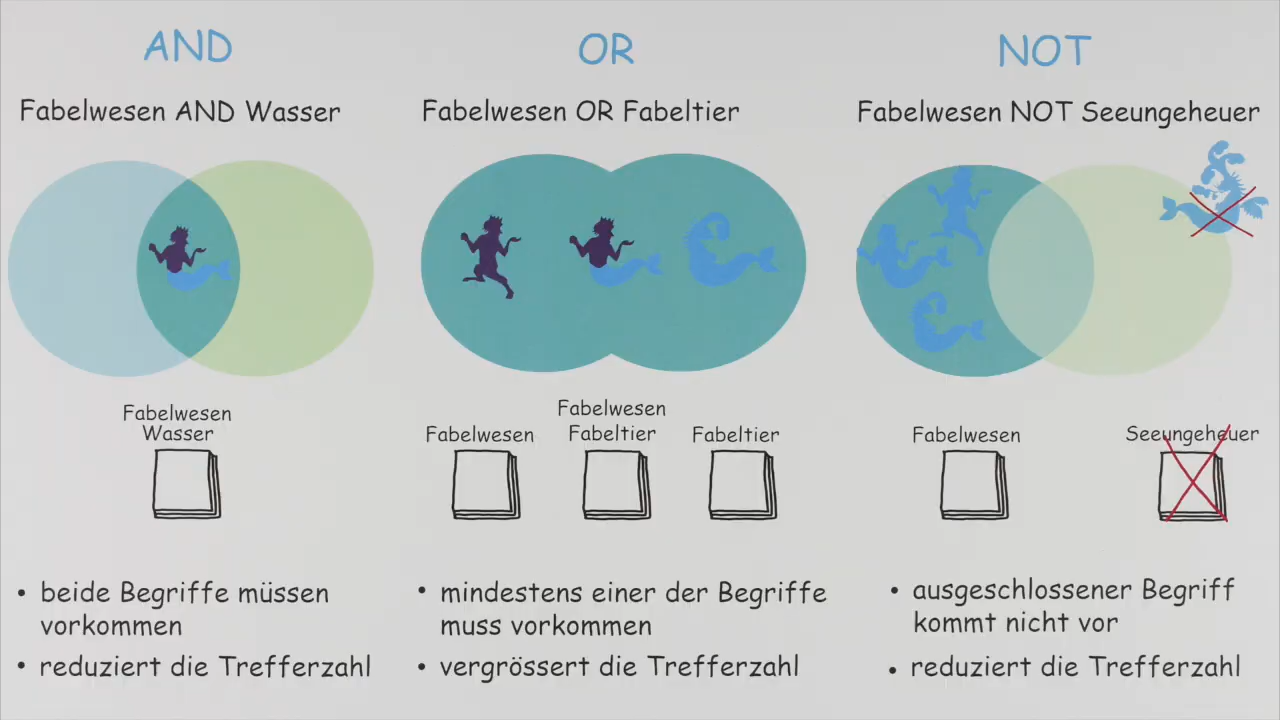 AND
Fabelwesen AND Wasser
Fabelwesen
Wasser
• beide Begriffe müssen
vorkommen
• reduziert die Trefferzahl
OR
Fabelwesen OR Fabeltier
Fabelwesen
Fabelwesen
Fabeltier
Fabeltier
• mindestens einer der Begriffe
muss vorkommen
• vergrössert die Trefferzahl
NOT
Fabelwesen NOT Seeungeheuer
Fabelwesen
Seeungeheuer
• ausgeschlossener Begriff
kommt nicht vor
• reduziert die Trefferzahl